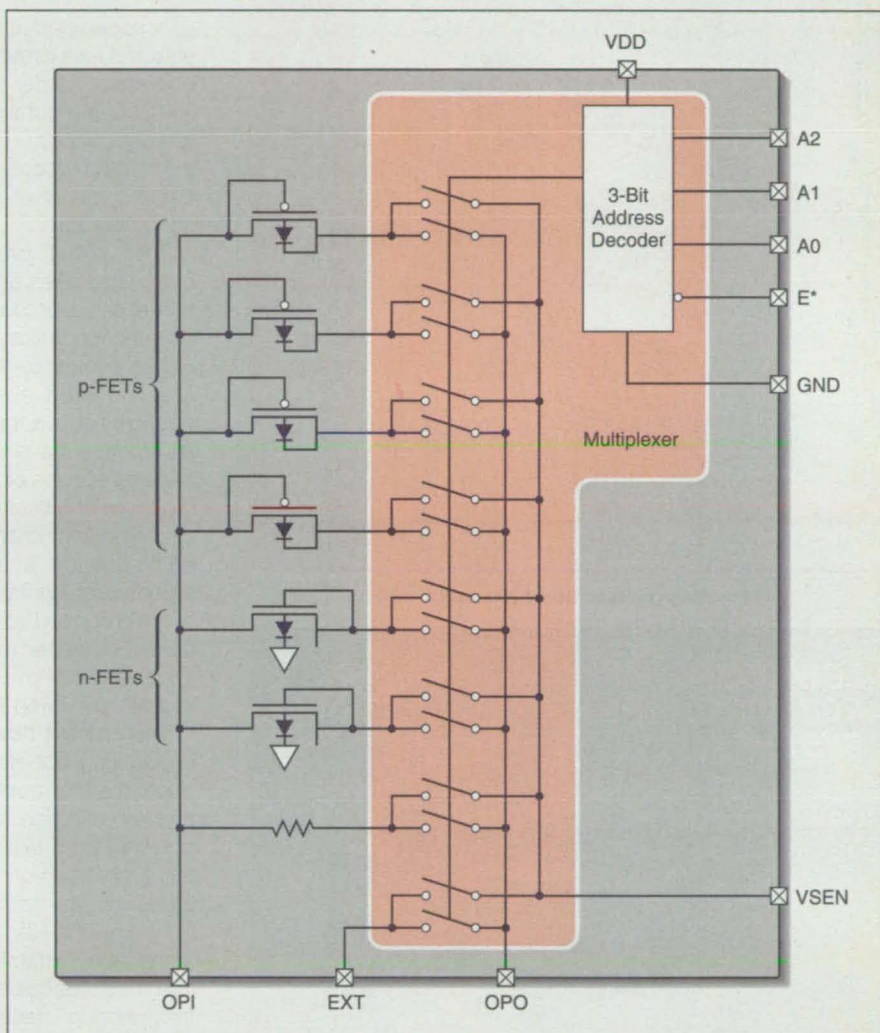 VDD
A2
3-Bit
Address
Decoder
A1
A0
E*
p-FETs
GND
Multiplexer
n-FETs
VSEN
OPI
EXT
OPO